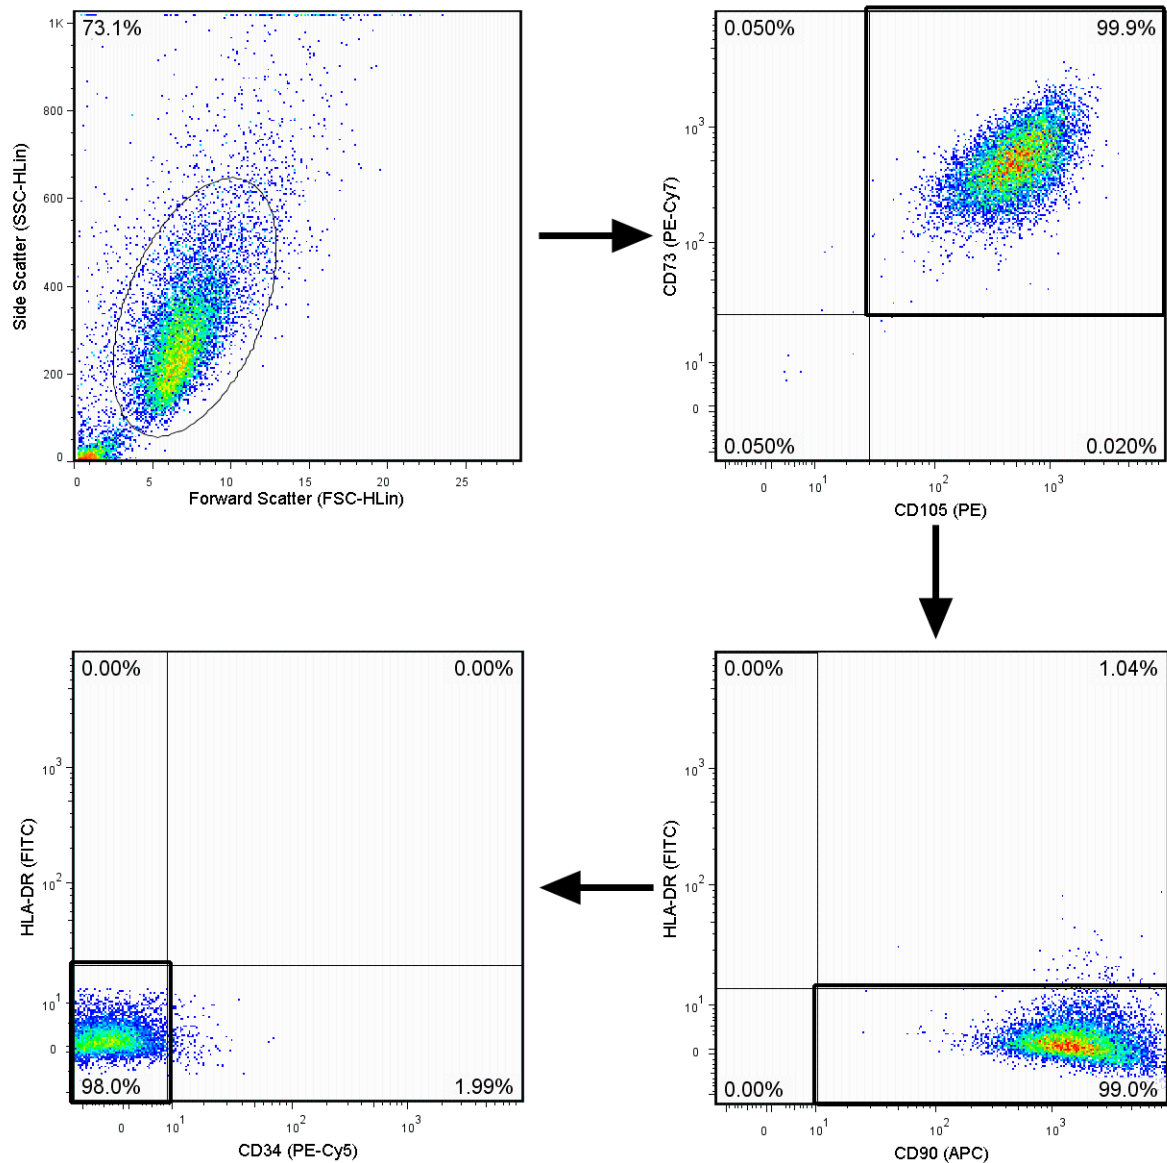 73.1%
1K
800
600
400
200
0
0 5 10 15 20 25
Side Scatter (SSC-HLin)
Forward Scatter (FSC-HLin)
0.050% 99.9%
10³
10²
10¹
0
0.050% 0.020%
0 10¹ 10² 10³
CD73 (PE-Cy7)
CD105 (PE)
0.00% 1.04%
10³
10²
10¹
0
0.00% 99.0%
0 10¹ 10² 10³
HLA-DR (FITC)
CD90 (APC)
0.00% 0.00%
10³
10²
10¹
0
98.0% 1.99%
0 10¹ 10² 10³
HLA-DR (FITC)
CD34 (PE-Cy5)